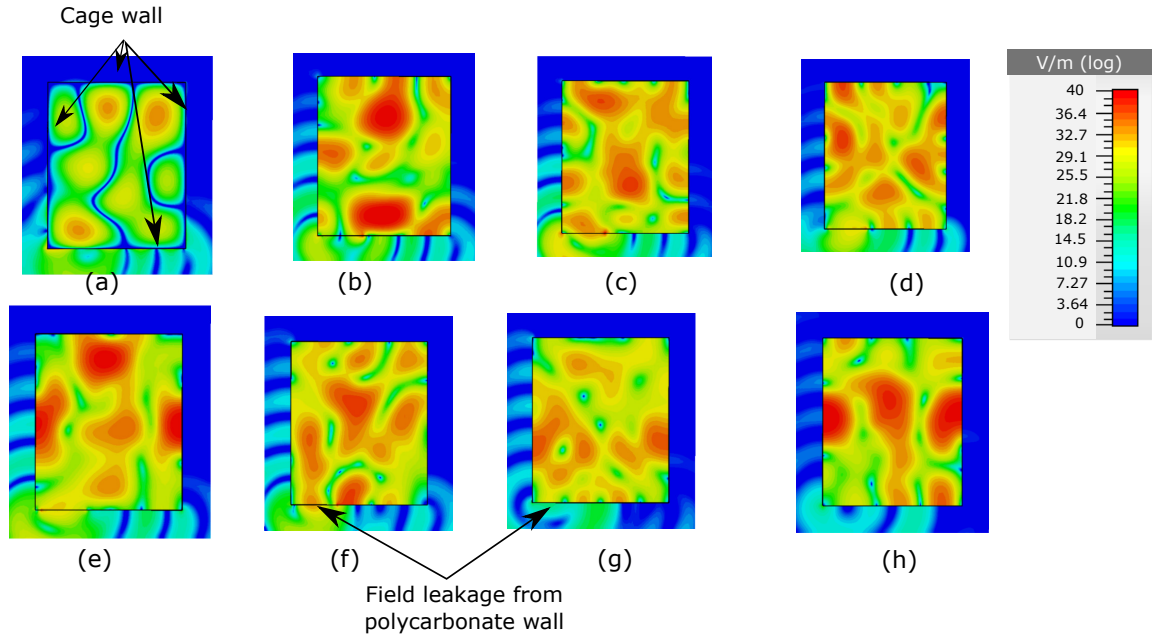 Cage wall
V/m (log)
40
36.4
32.7
29.1
25.5
21.8
18.2
14.5
10.9
7.27
3.64
0
(a)
(b)
(c)
(d)
(e)
(f)
(g)
(h)
Field leakage from
polycarbonate wall